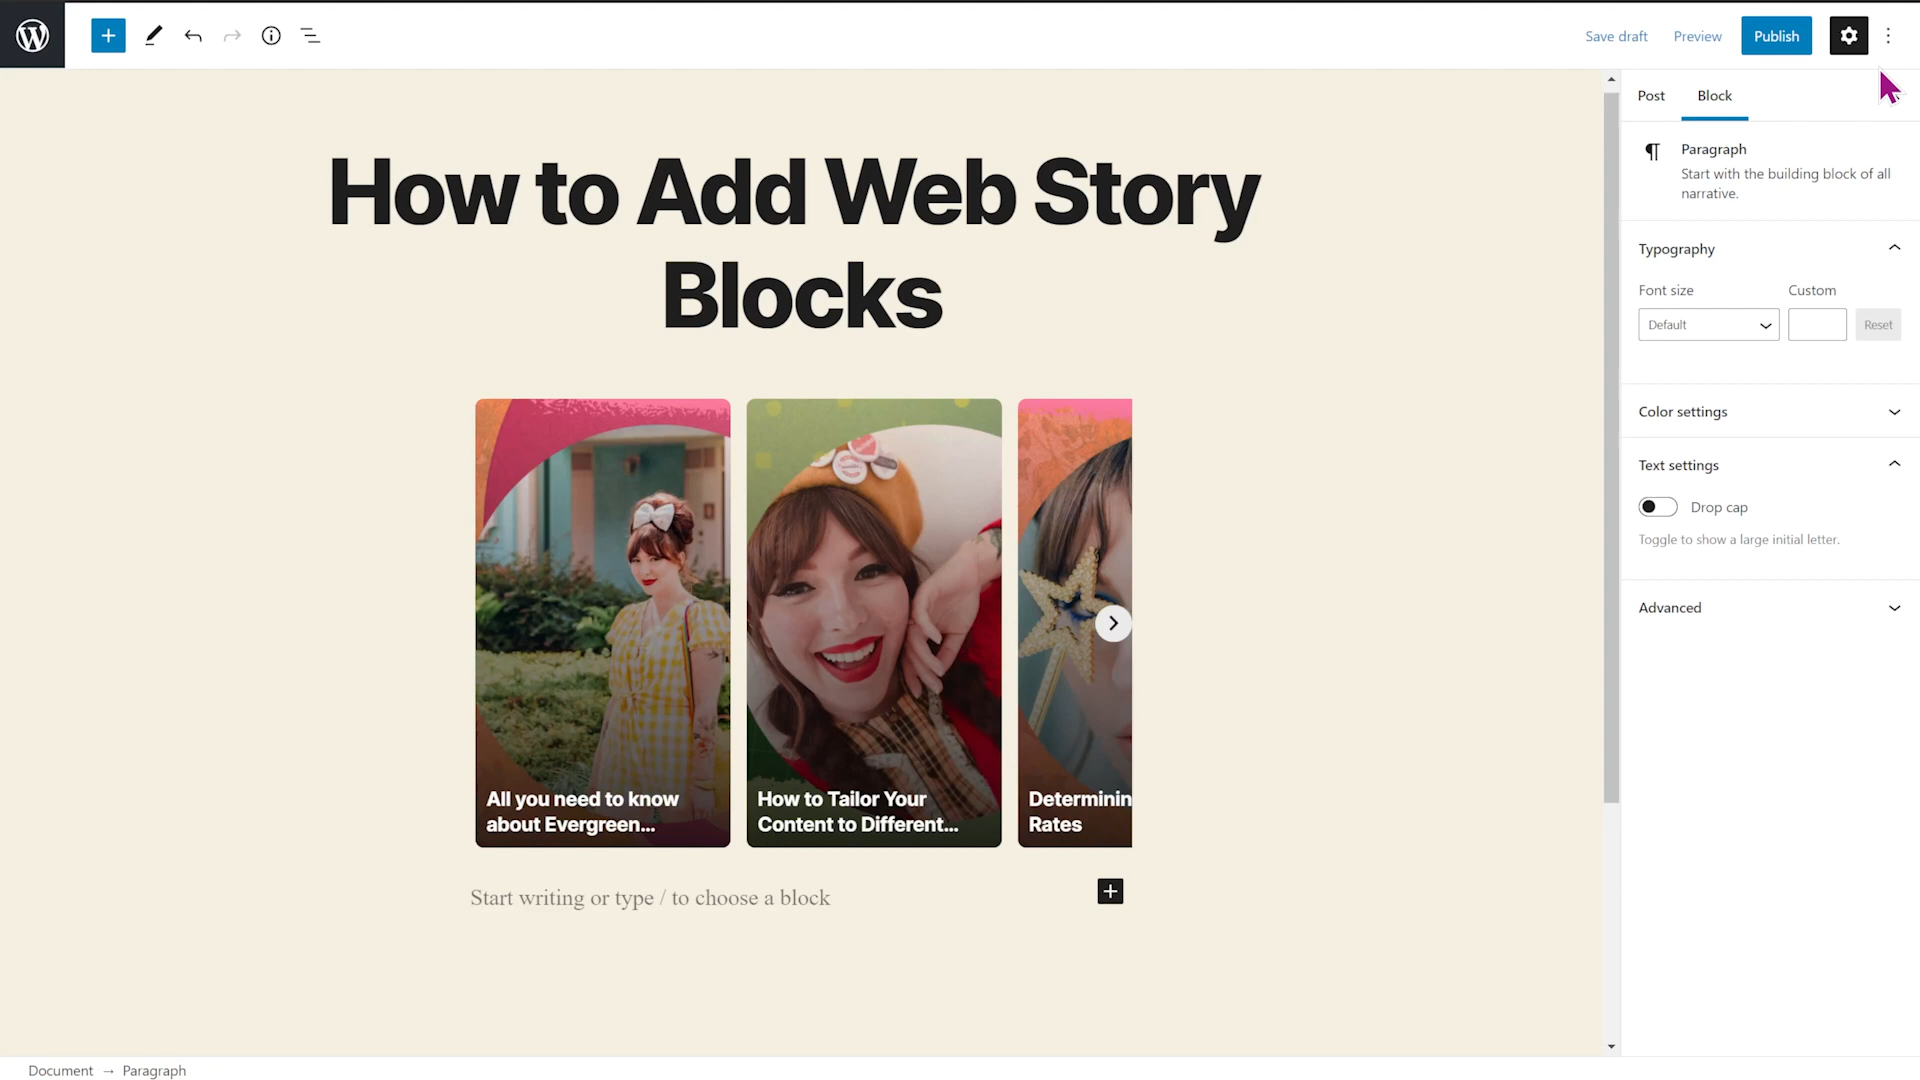 Save draft
Preview
Publish
Post
Block
Paragraph
Start with the building block of all
narrative.
Typography
Font size
Custom
Default
Reset
Color settings
Text settings
Drop cap
Toggle to show a large initial letter.
Advanced
How to Add Web Story
Blocks
All you need to know
about Evergreen...
How to Tailor Your
Content to Different...
Determinin
Rates
Start writing or type / to choose a block
Document → Paragraph